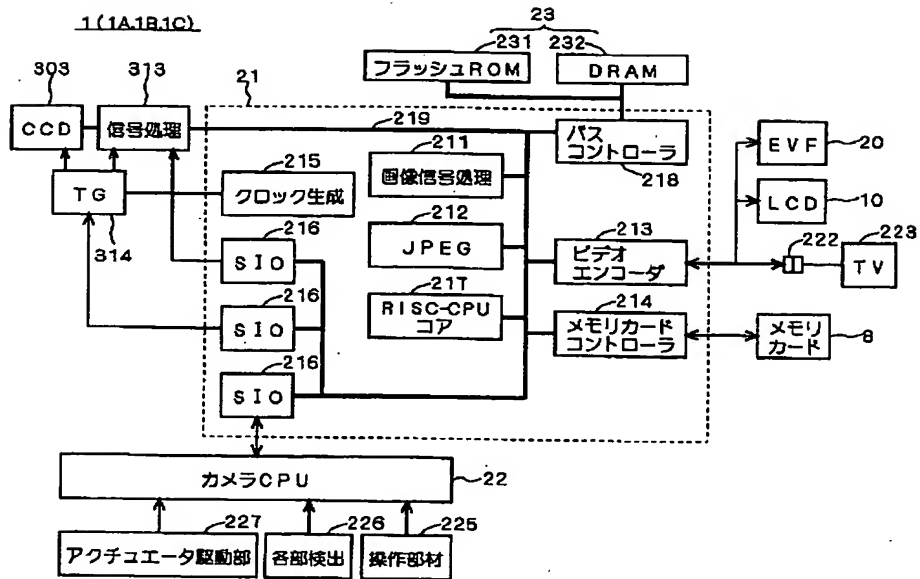 1(1A,1B,1C)
23
231
232
フラッシュROM
DRAM
303
313
21
CCD
信号処理
219
バス
コントローラ
218
211
画像信号処理
EVF
20
215
クロック生成
TG
314
LCD
10
212
JPEG
213
ビデオ
エンコーダ
222
223
TV
216
SIO
21T
RISC-CPU
コア
214
メモリカード
コントローラ
メモリ
カード
8
216
SIO
216
SIO
カメラCPU
22
227
226
225
アクチュエータ駆動部
各部検出
操作部材